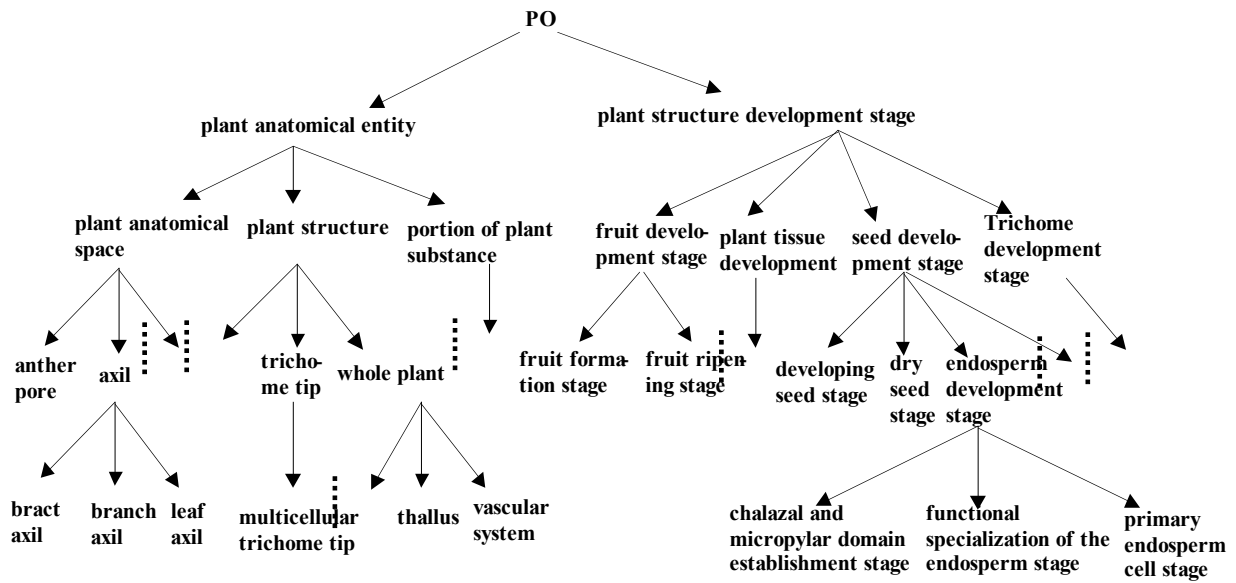 PO
plant anatomical entity
plant structure development stage
plant anatomical
space
plant structure
portion of plant
substance
fruit develo-
pment stage
plant tissue
development
seed develo-
pment stage
Trichome
development
stage
anther
pore
axil
tricho-
me tip
whole plant
fruit forma-
tion stage
fruit ripen-
ing stage
developing
seed stage
dry
seed
stage
endosperm
development
stage
bract
axil
branch
axil
leaf
axil
multicellular
trichome tip
thallus
vascular
system
chalazal and
micropylar domain
establishment stage
functional
specialization of the
endosperm stage
primary
endosperm
cell stage